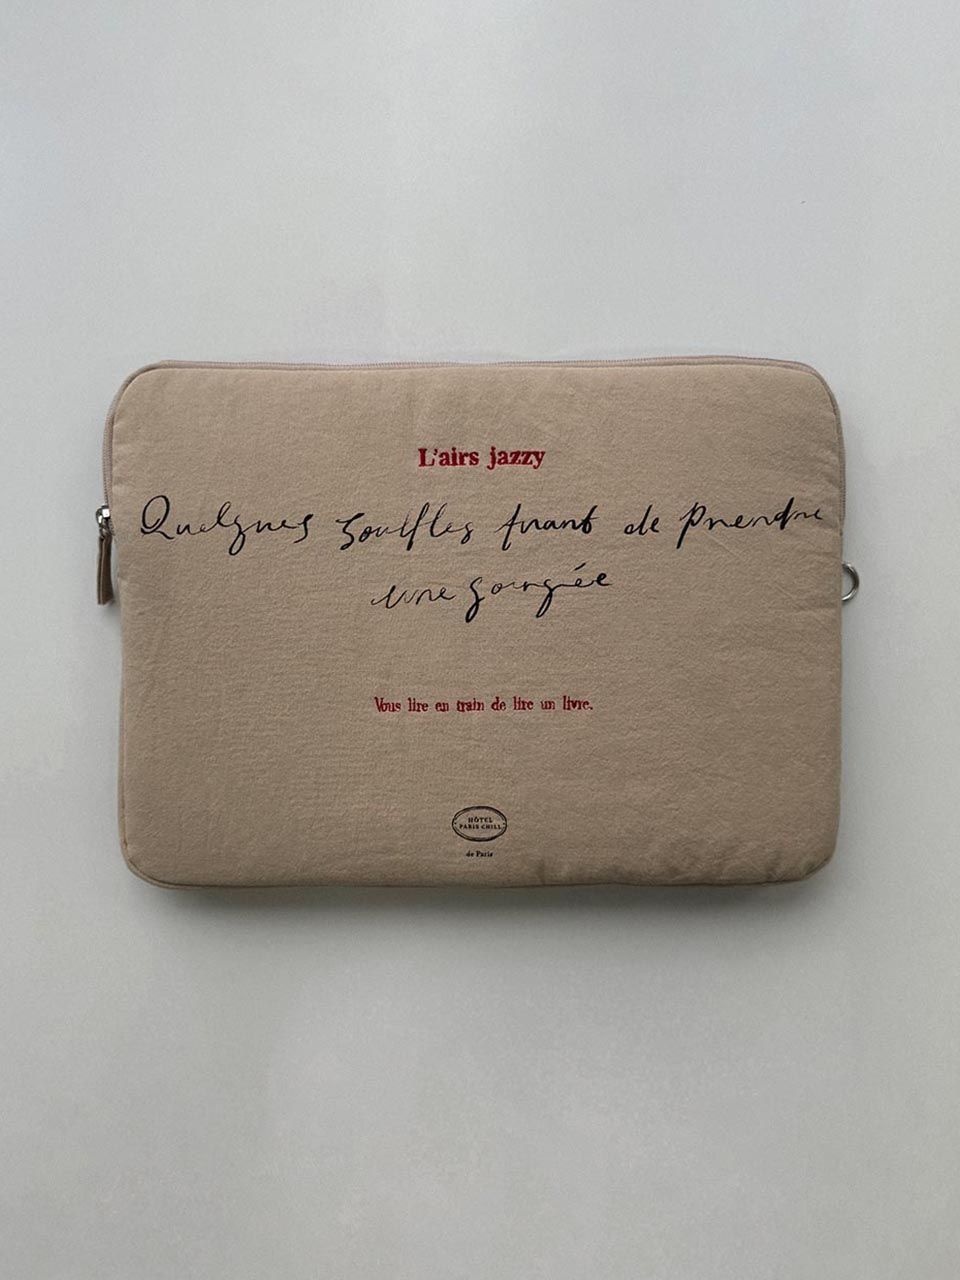 L'airs jazzy
Quelques souffles avant de prendre
une gorgée
Vous lire en train de lire un livre.
HÔTEL
PARIS CHILL
de Paris